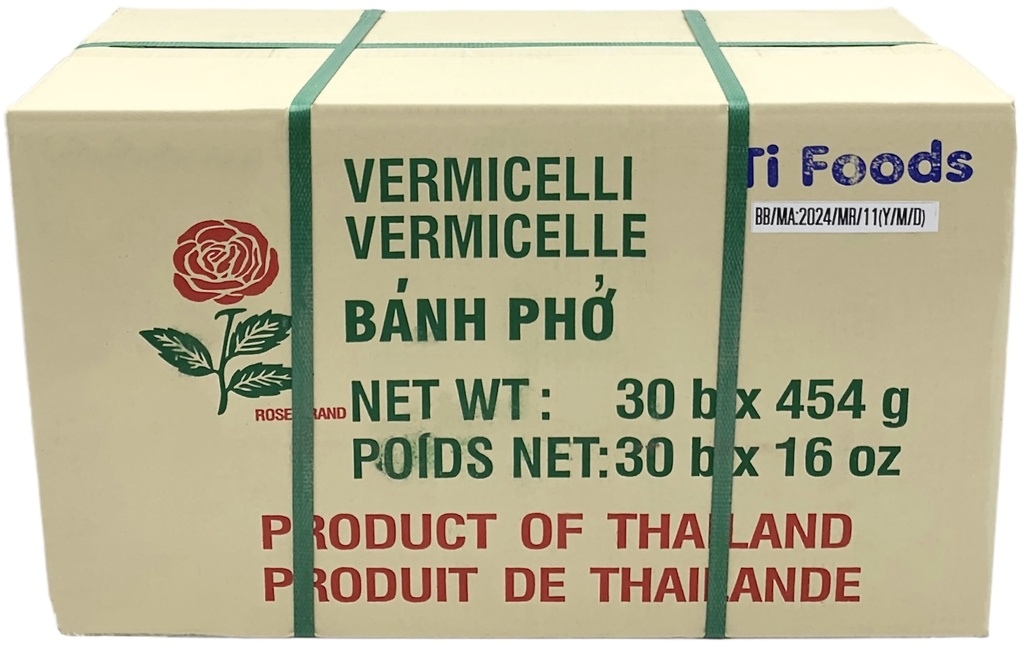 VERMICELLI
VERMICELLE
BÁNH PHỞ
NET WT : 30 b x 454 g
POIDS NET: 30 b x 16 oz
PRODUCT OF THAILAND
PRODUIT DE THAILANDE
ROSE RAND
Ti Foods
BB/MA:2024/MR/11(Y/M/D)